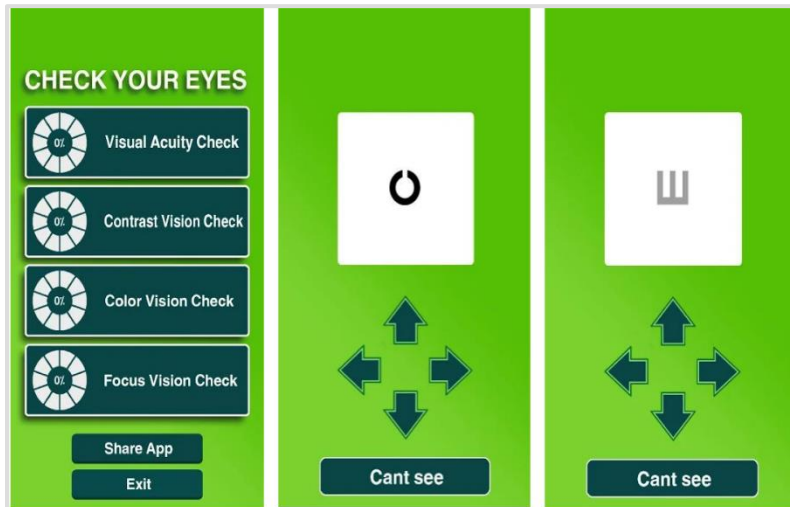 CHECK YOUR EYES
0%
Visual Acuity Check
0%
Contrast Vision Check
0%
Color Vision Check
0%
Focus Vision Check
Share App
Exit
Cant see
Cant see